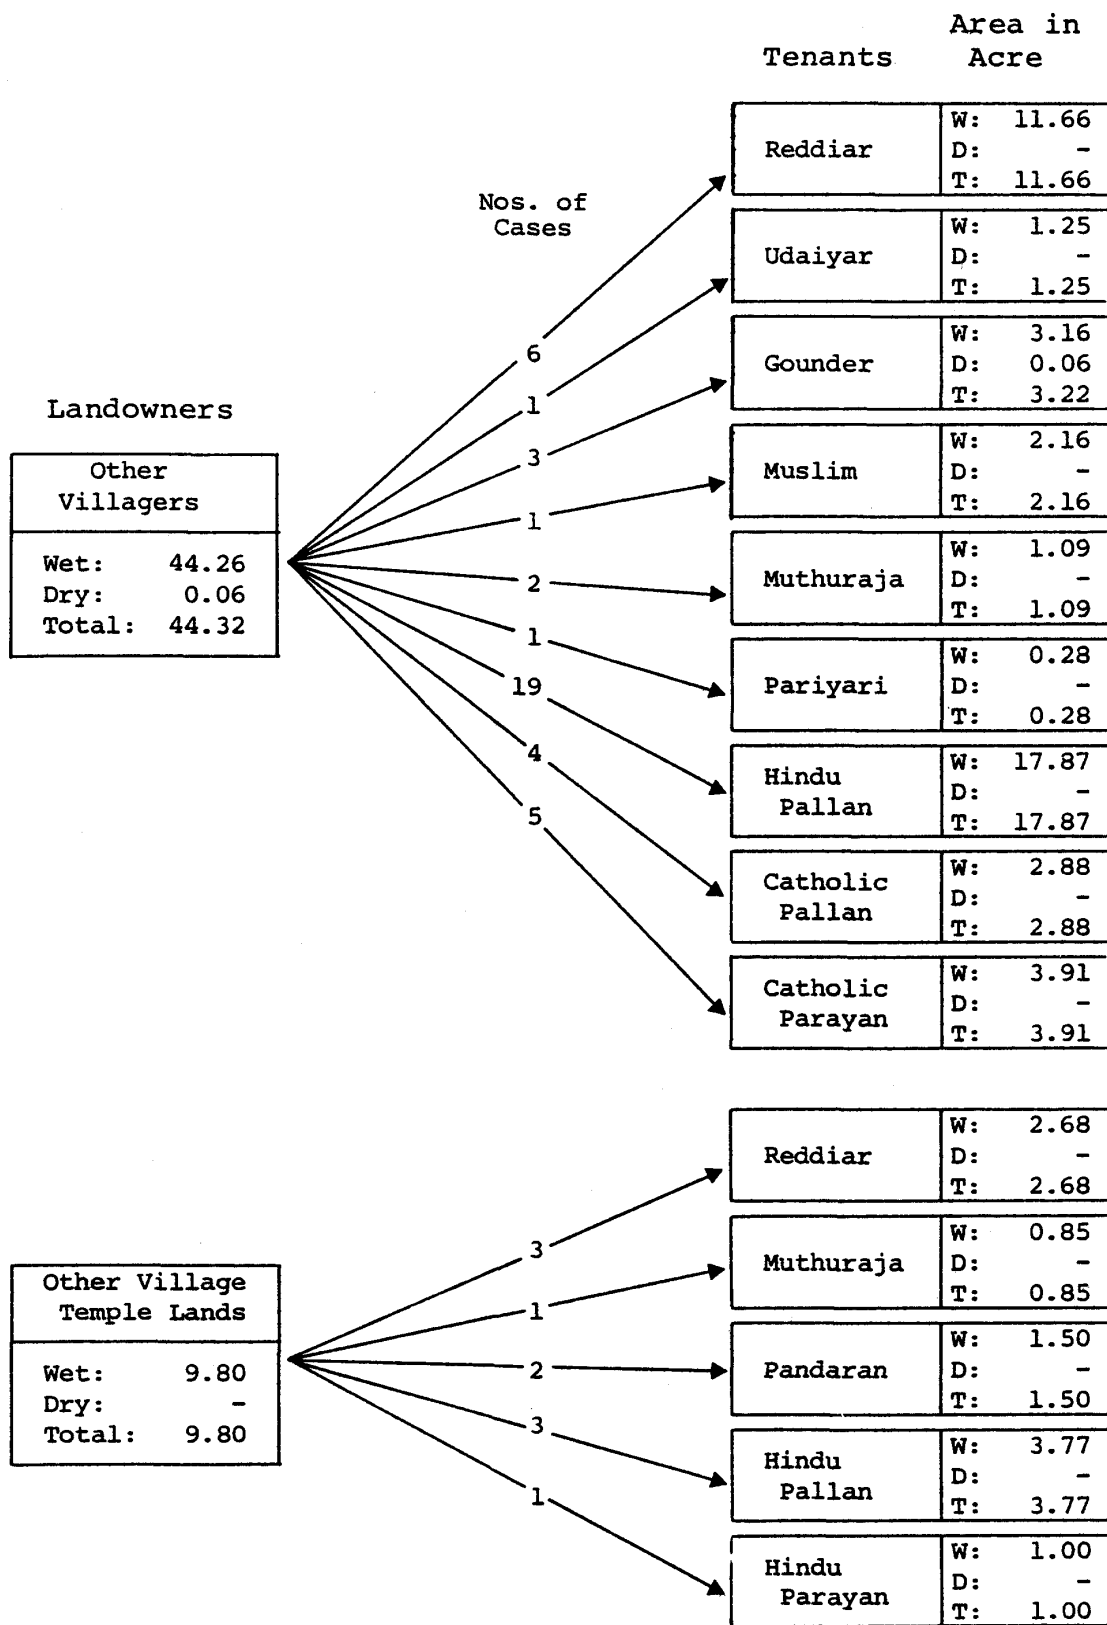 Area in
Tenants Acre
Nos. of
Cases
Reddiar
W: 11.66
D: -
T: 11.66
Udaiyar
W: 1.25
D: -
T: 1.25
Gounder
W: 3.16
D: 0.06
T: 3.22
Muslim
W: 2.16
D: -
T: 2.16
Muthuraja
W: 1.09
D: -
T: 1.09
Pariyari
W: 0.28
D: -
T: 0.28
Hindu
Pallan
W: 17.87
D: -
T: 17.87
Catholic
Pallan
W: 2.88
D: -
T: 2.88
Catholic
Parayan
W: 3.91
D: -
T: 3.91
6
1
3
1
2
1
19
4
5
Landowners
Other
Villagers
Wet: 44.26
Dry: 0.06
Total: 44.32
Reddiar
W: 2.68
D: -
T: 2.68
Muthuraja
W: 0.85
D: -
T: 0.85
Pandaran
W: 1.50
D: -
T: 1.50
Hindu
Pallan
W: 3.77
D: -
T: 3.77
Hindu
Parayan
W: 1.00
D: -
T: 1.00
3
1
2
3
1
Other Village
Temple Lands
Wet: 9.80
Dry: -
Total: 9.80